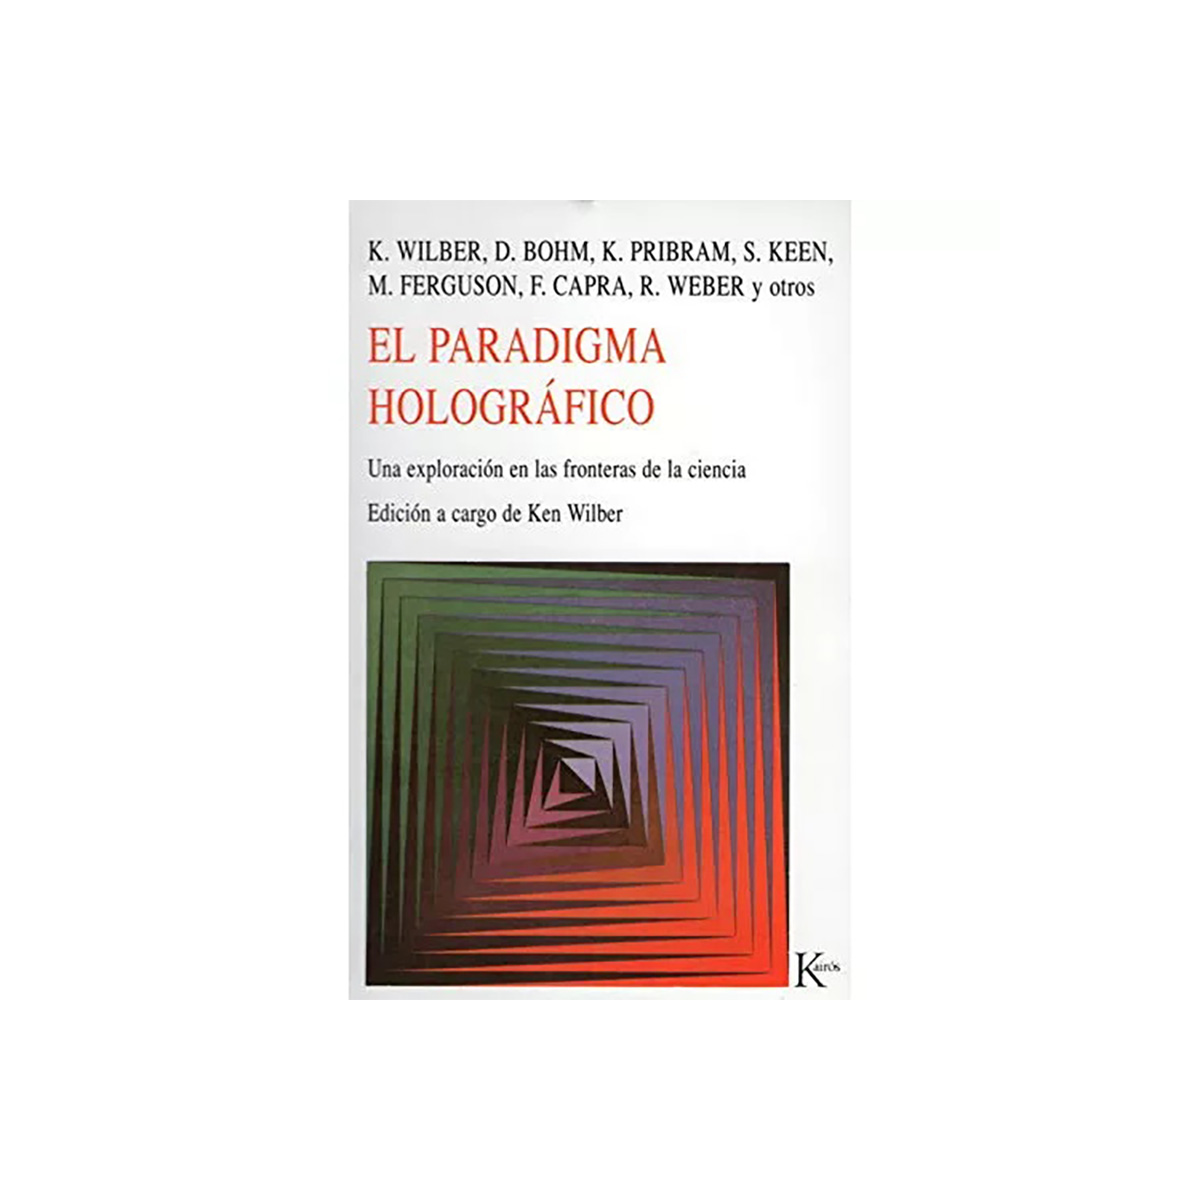 K. WILBER, D. BOHM, K. PRIBRAM, S. KEEN,
M. FERGUSON, F. CAPRA, R. WEBER y otros
EL PARADIGMA
HOLOGRÁFICO
Una exploración en las fronteras de la ciencia
Edición a cargo de Ken Wilber
Kairós